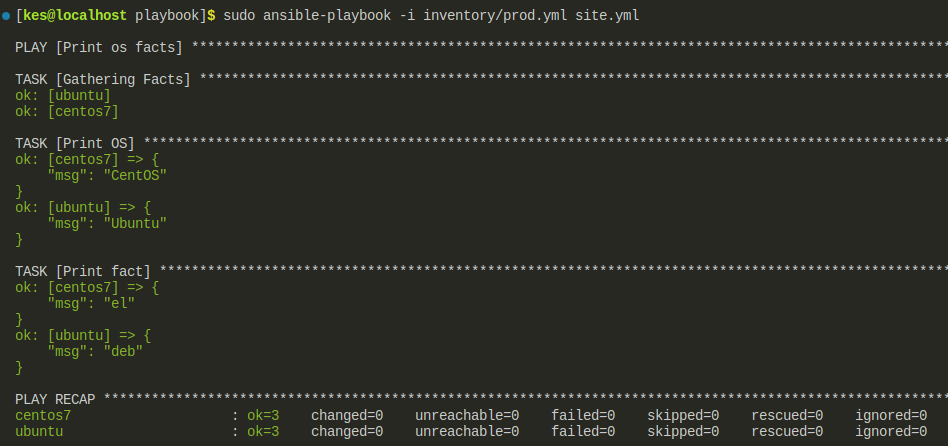 [kes@localhost playbook]$ sudo ansible-playbook -i inventory/prod.yml site.yml
PLAY [Print os facts] ***********************************************************************************************
TASK [Gathering Facts] **********************************************************************************************
ok: [ubuntu]
ok: [centos7]
TASK [Print OS] *****************************************************************************************************
ok: [centos7] => {
    "msg": "CentOS"
}
ok: [ubuntu] => {
    "msg": "Ubuntu"
}
TASK [Print fact] ***************************************************************************************************
ok: [centos7] => {
    "msg": "el"
}
ok: [ubuntu] => {
    "msg": "deb"
}
PLAY RECAP **********************************************************************************************************
centos7                    : ok=3    changed=0    unreachable=0    failed=0    skipped=0    rescued=0    ignored=0
ubuntu                     : ok=3    changed=0    unreachable=0    failed=0    skipped=0    rescued=0    ignored=0